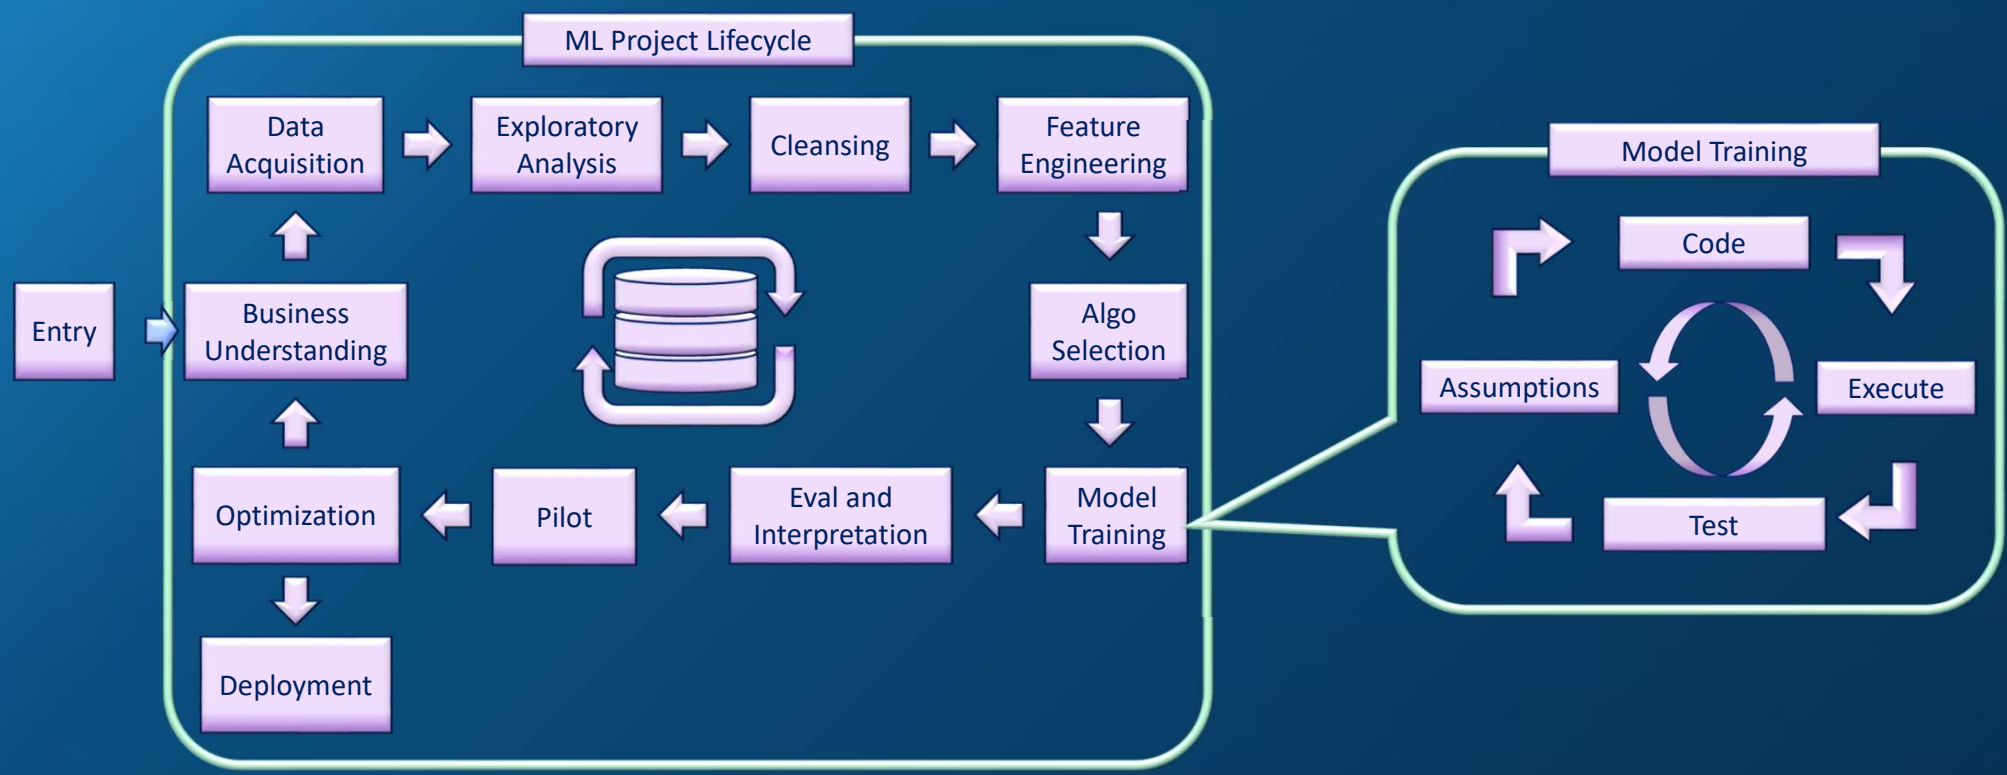 ML Project Lifecycle
Data
Acquisition
Exploratory
Analysis
Cleansing
Feature
Engineering
Entry
Business
Understanding
Algo
Selection
Optimization
Pilot
Eval and
Interpretation
Model
Training
Deployment
Model Training
Code
Assumptions
Execute
Test